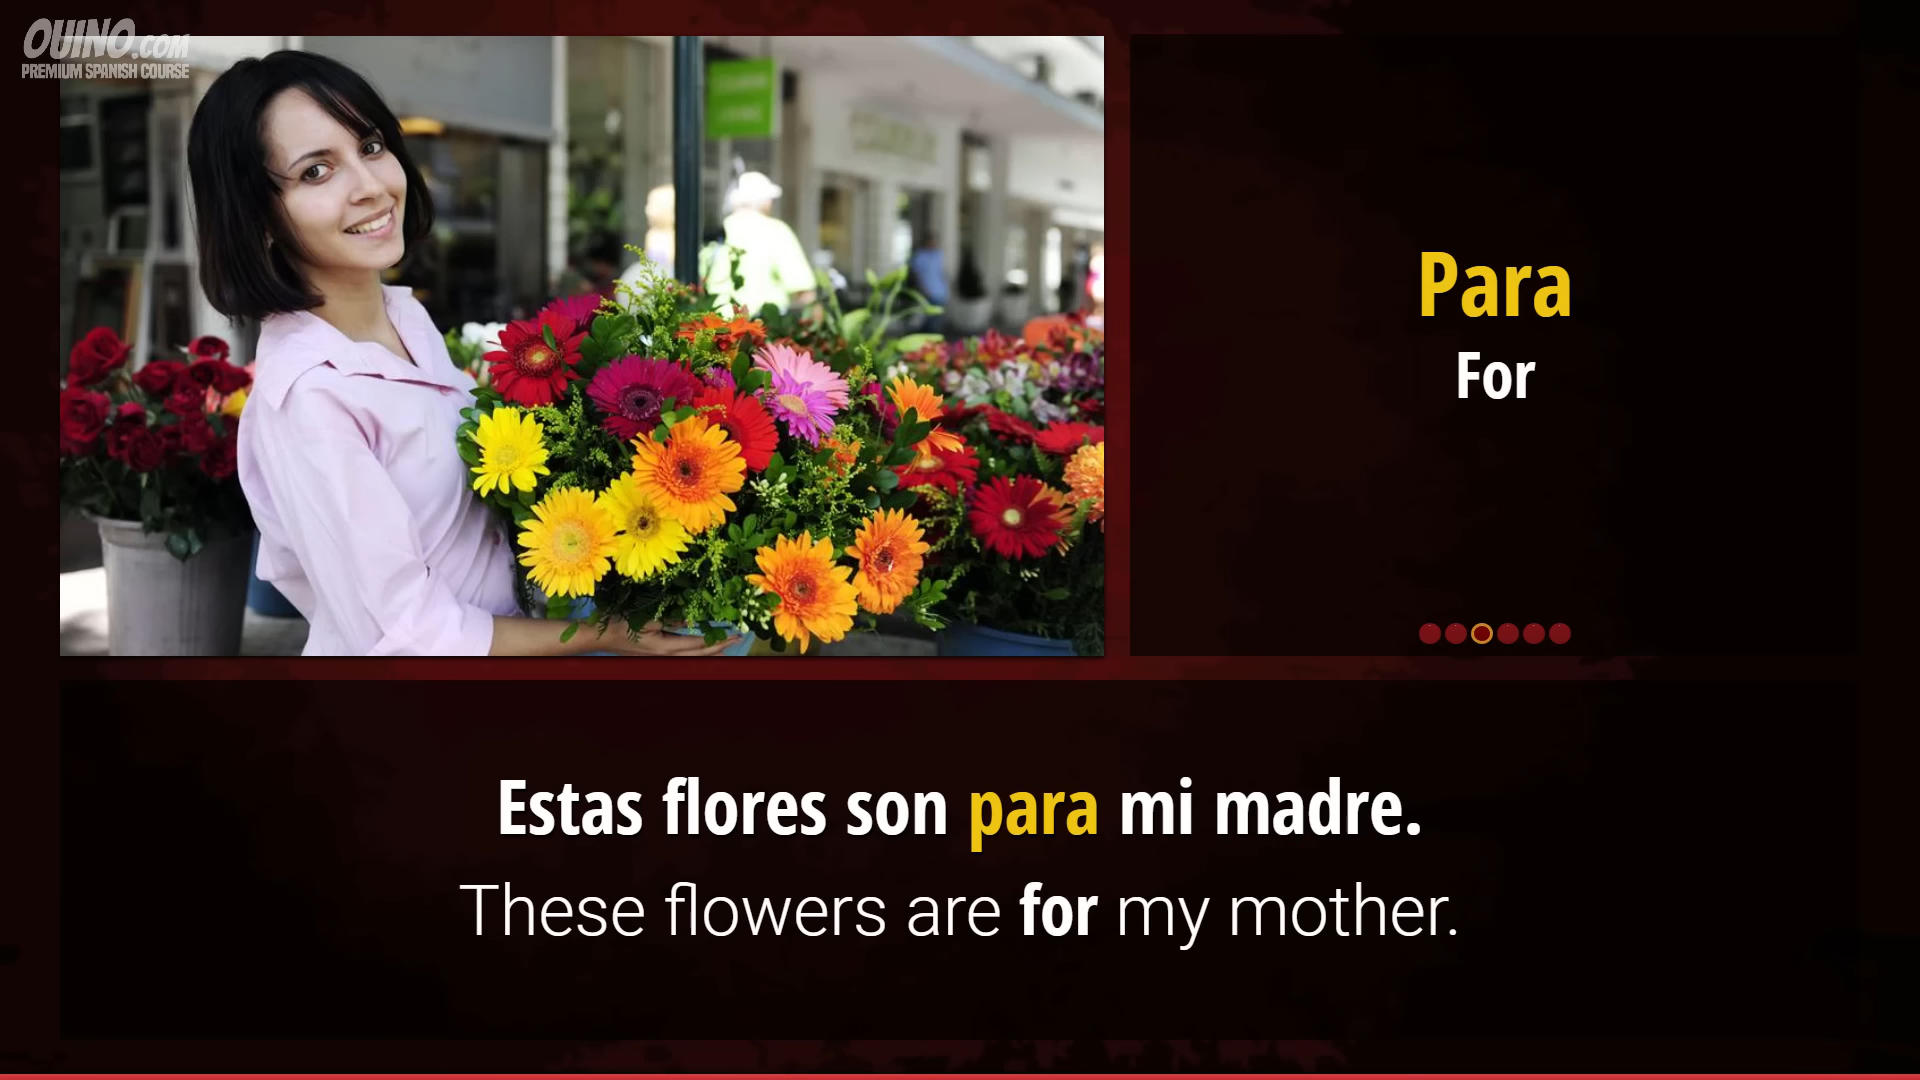 OUINO.COM
PREMIUM SPANISH COURSE
Para
For
Estas flores son para mi madre.
These flowers are for my mother.